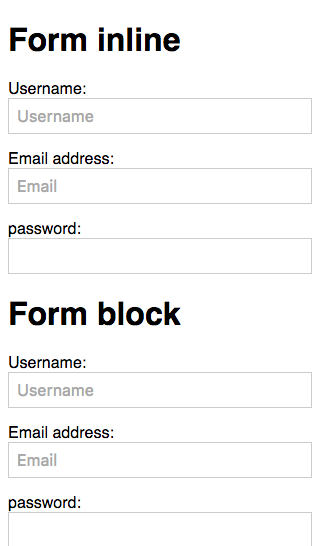 Form inline
Username:
Username
Email address:
Email
password:
Form block
Username:
Username
Email address:
Email
password: